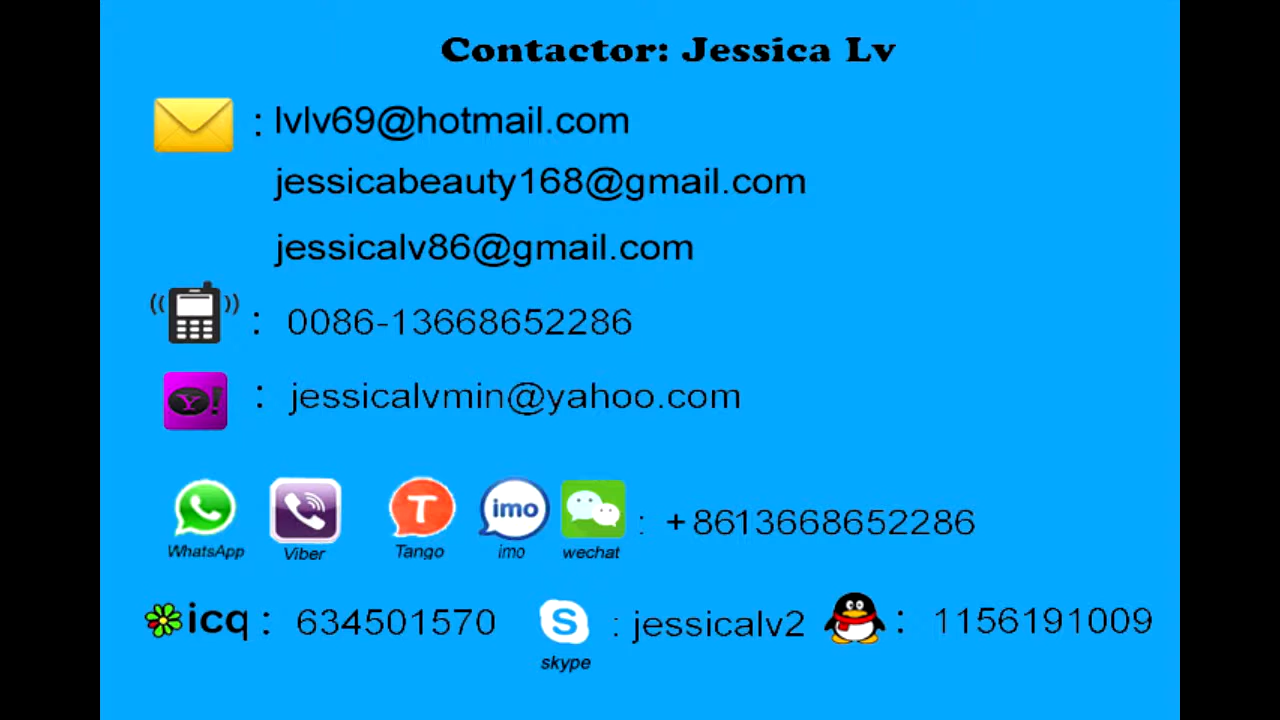 Contactor: Jessica Lv
: lvlv69@hotmail.com
jessicabeauty168@gmail.com
jessicalv86@gmail.com
: 0086-13668652286
Y! : jessicalvmin@yahoo.com
T imo : +8613668652286
WhatsApp Viber Tango imo wechat
icq : 634501570 S : jessicalv2 : 1156191009
skype